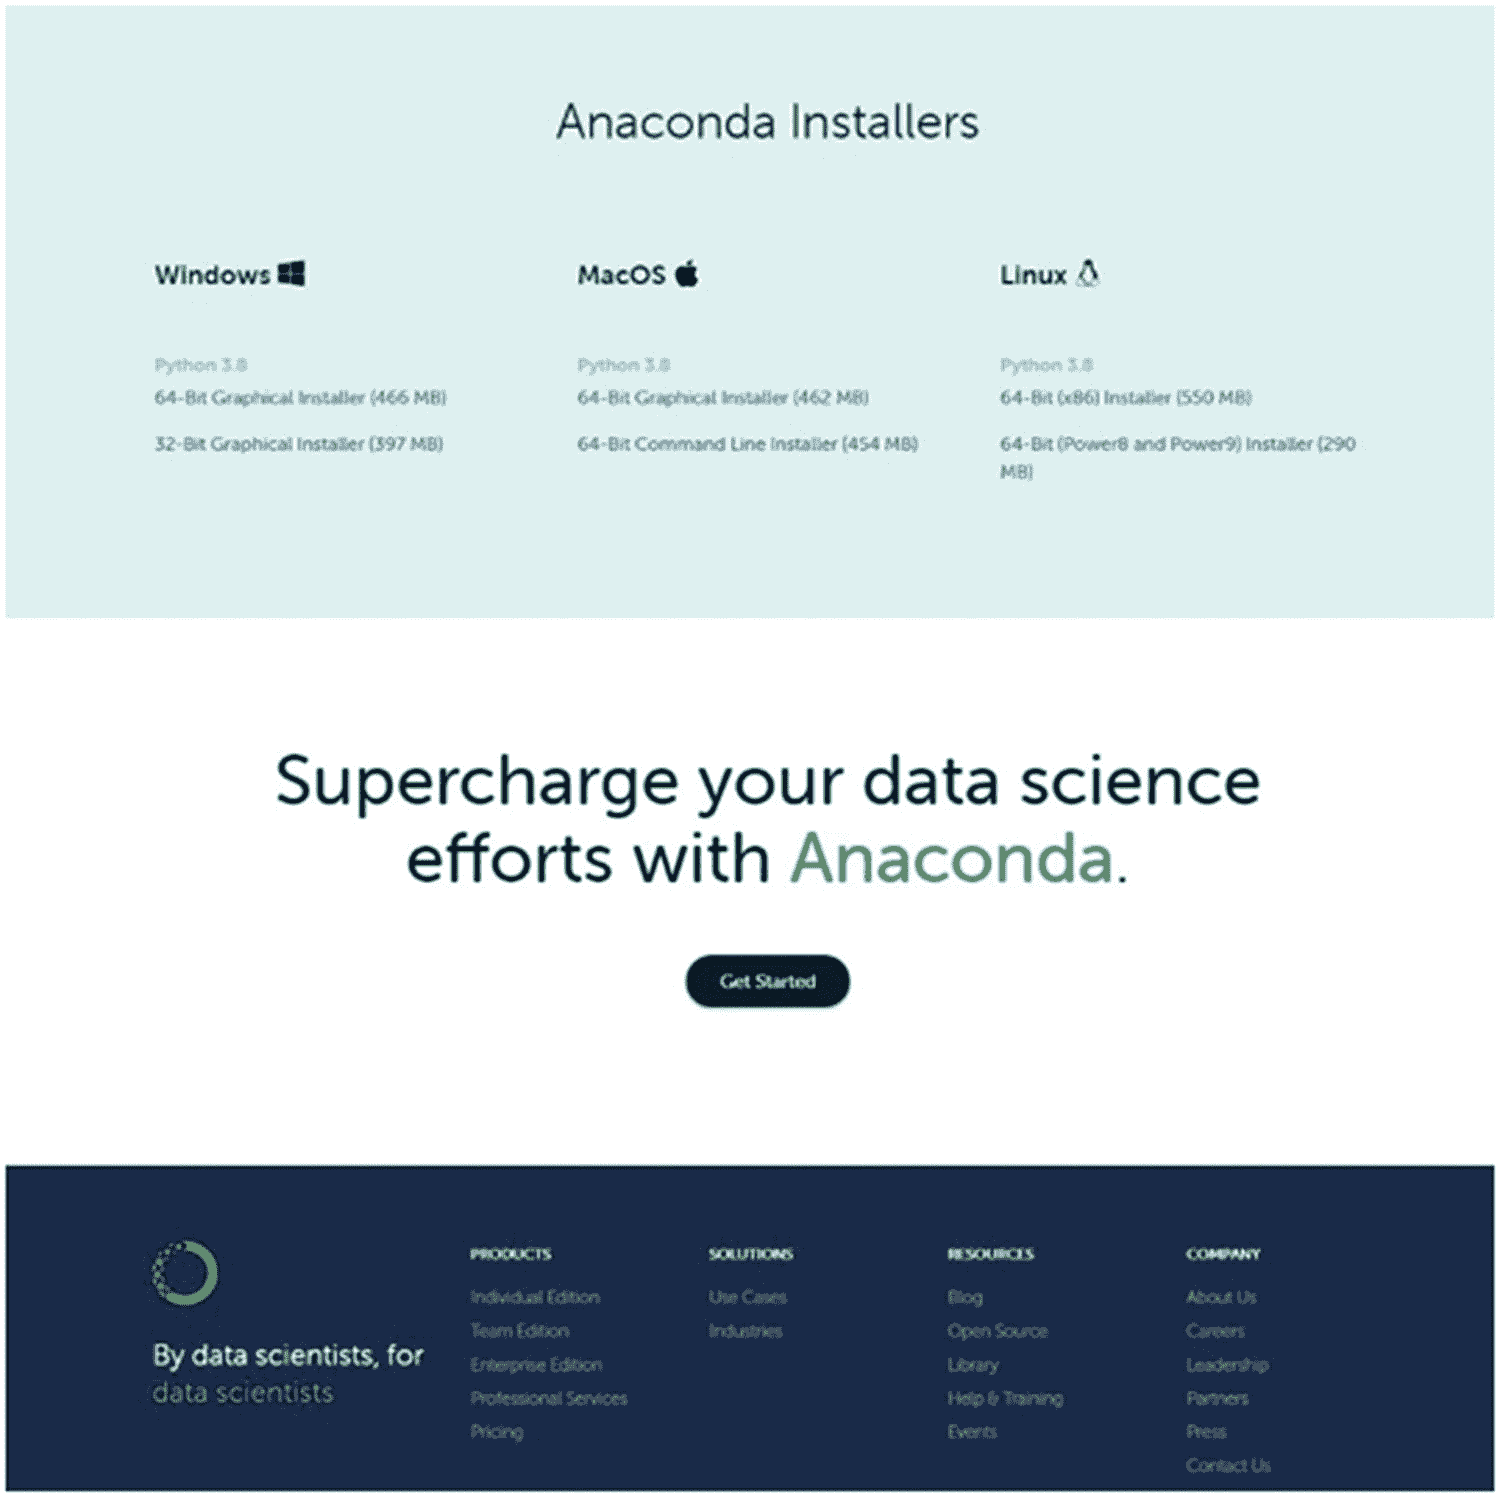 Anaconda Installers
Windows
Python 3.8
64-Bit Graphical Installer (466 MB)
32-Bit Graphical Installer (397 MB)
MacOS
Python 3.8
64-Bit Graphical Installer (462 MB)
64-Bit Command Line Installer (454 MB)
Linux
Python 3.8
64-Bit (x86) Installer (550 MB)
64-Bit (Power8 and Power9) Installer (290
MB)
Supercharge your data science
efforts with Anaconda.
Get Started
By data scientists, for
data scientists
PRODUCTS
Individual Edition
Team Edition
Enterprise Edition
Professional Services
Pricing
SOLUTIONS
Use Cases
Industries
RESOURCES
Blog
Open Source
Library
Help & Training
Events
COMPANY
About Us
Careers
Leadership
Partners
Press
Contact Us